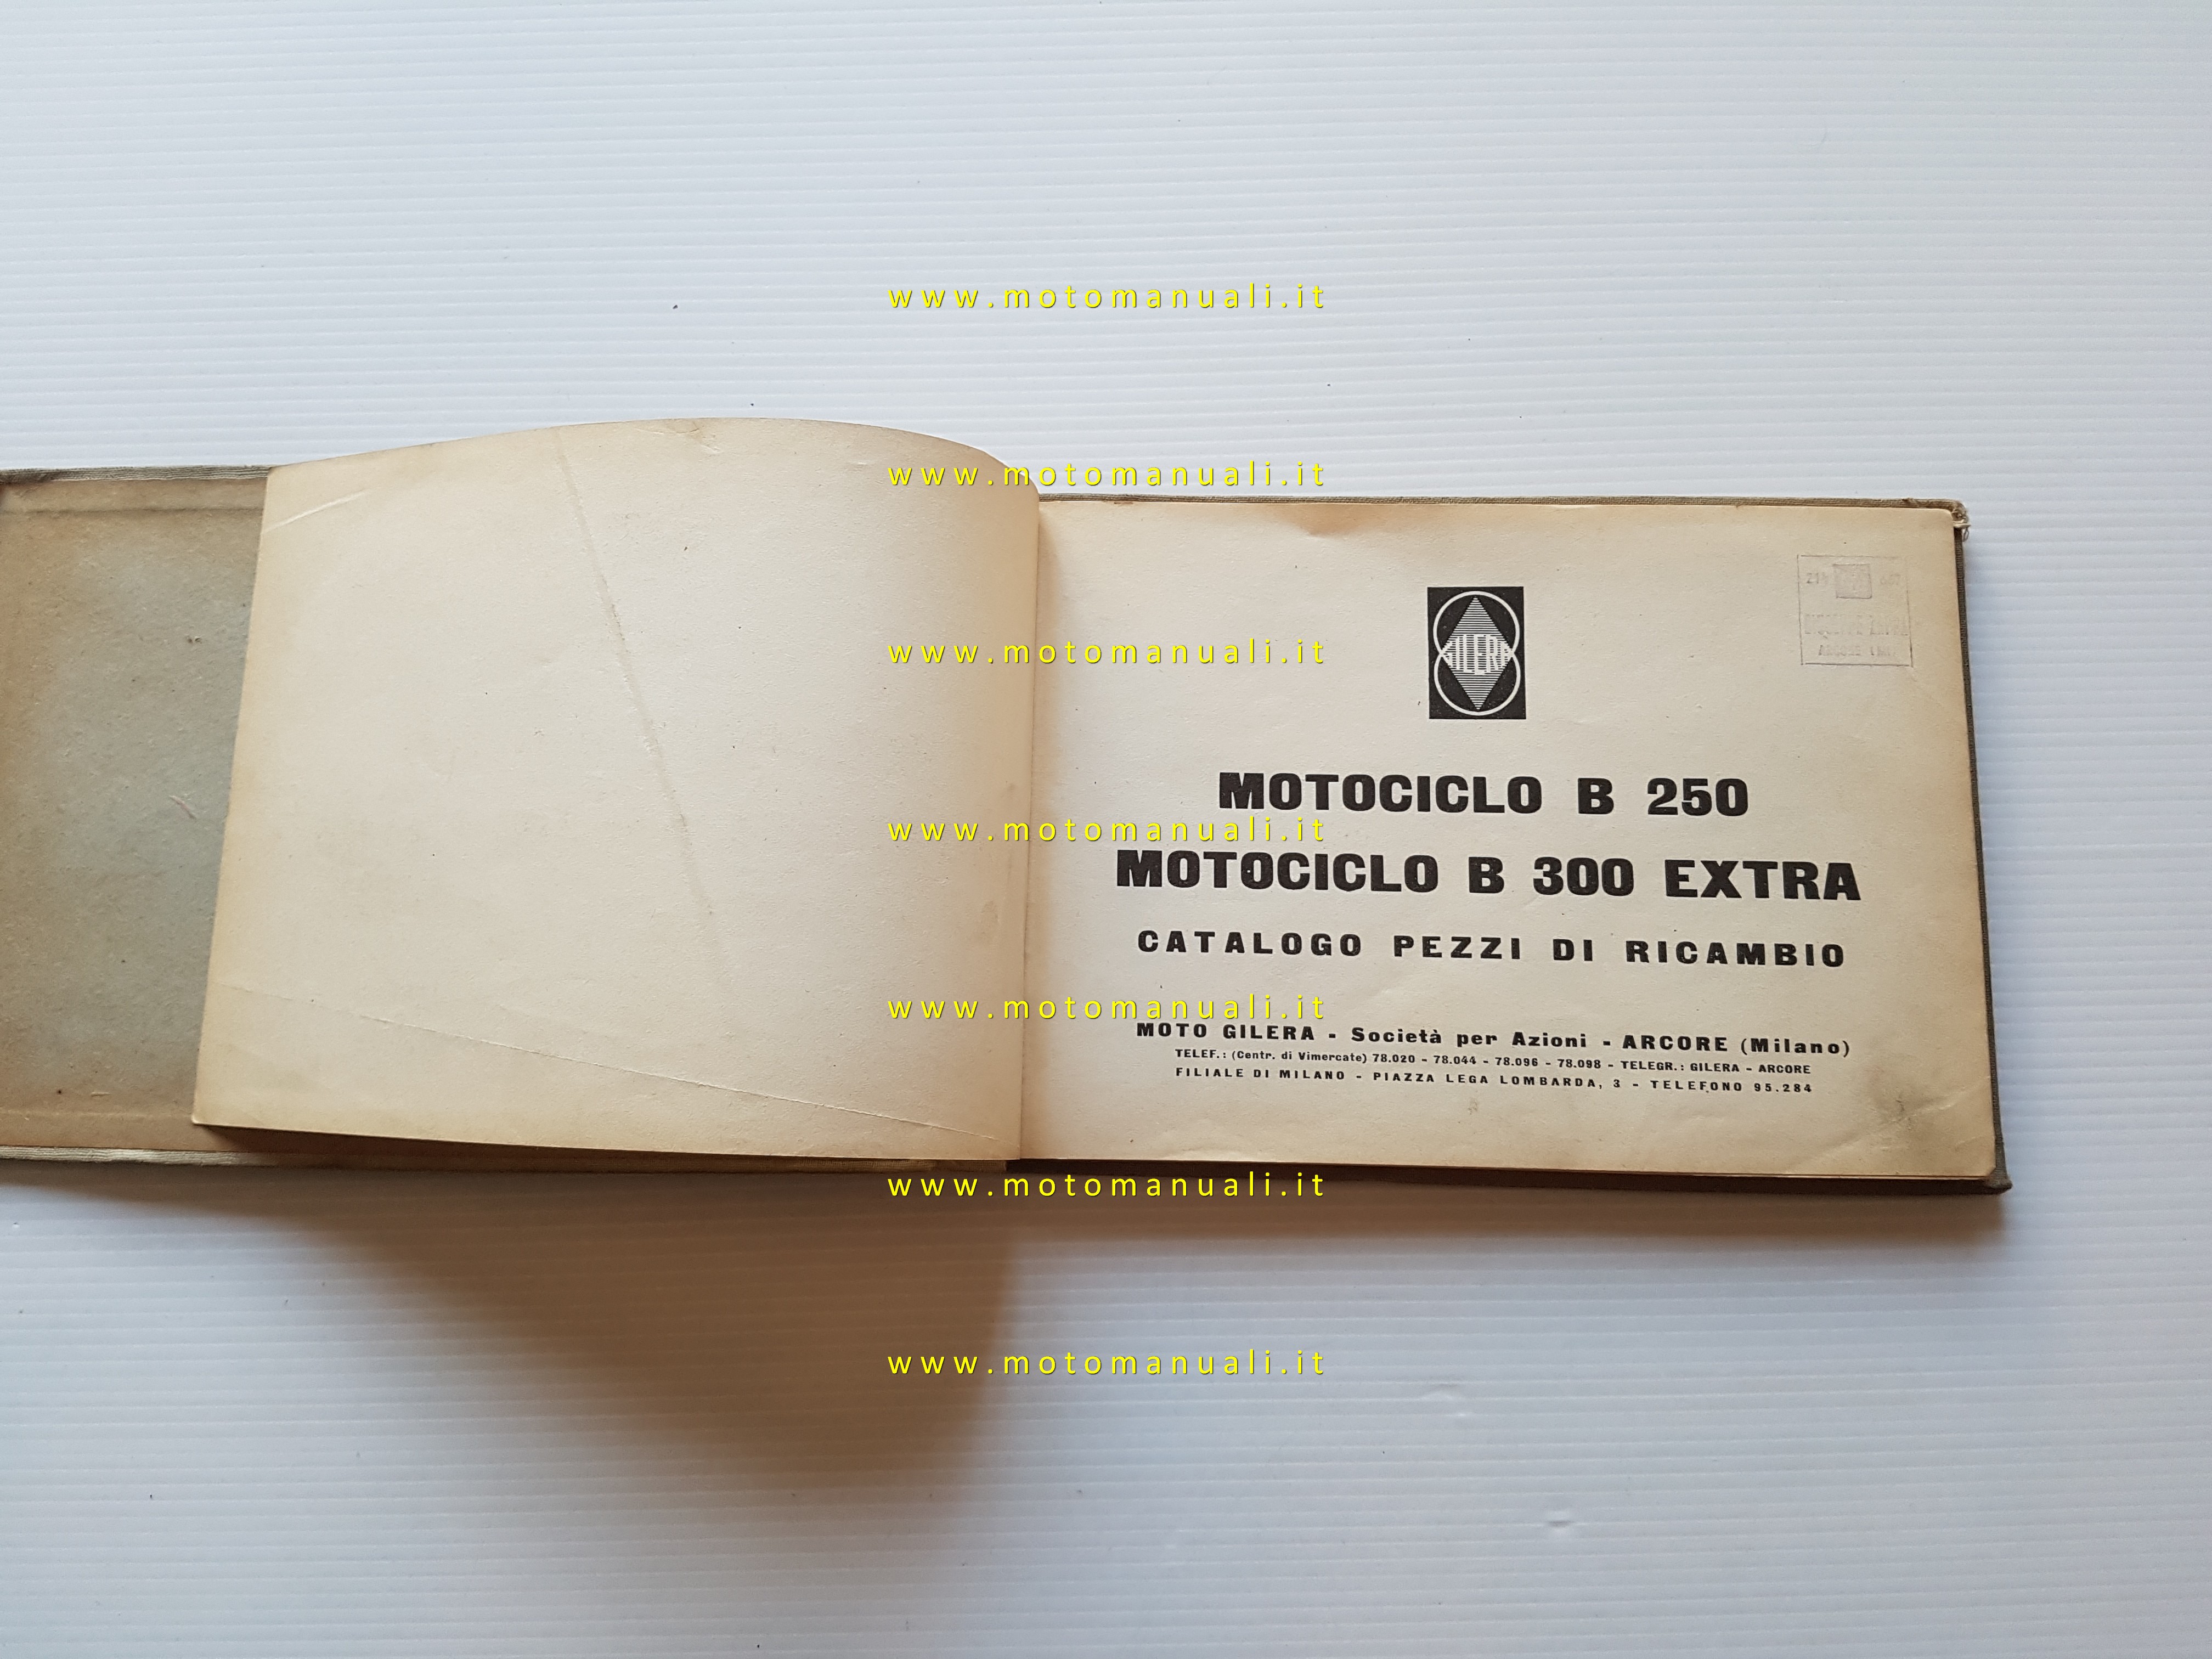 www.motomanuali.it
www.motomanuali.it
GILERA
www.motomanuali.it
MOTOCICLO B 250
www.motomanuali.it
MOTOCICLO B 300 EXTRA
CATALOGO PEZZI DI RICAMBIO
www.motomanuali.it
MOTO GILERA - Società per Azioni - ARCORE (Milano)
TELEF.: (Centr. di Vimercate) 78.020 - 78.044 - 78.096 - 78.098 - TELEGR.: GILERA - ARCORE
FILIALE DI MILANO - PIAZZA LEGA LOMBARDA, 3 - TELEFONO 95.284
www.motomanuali.it
www.motomanuali.it